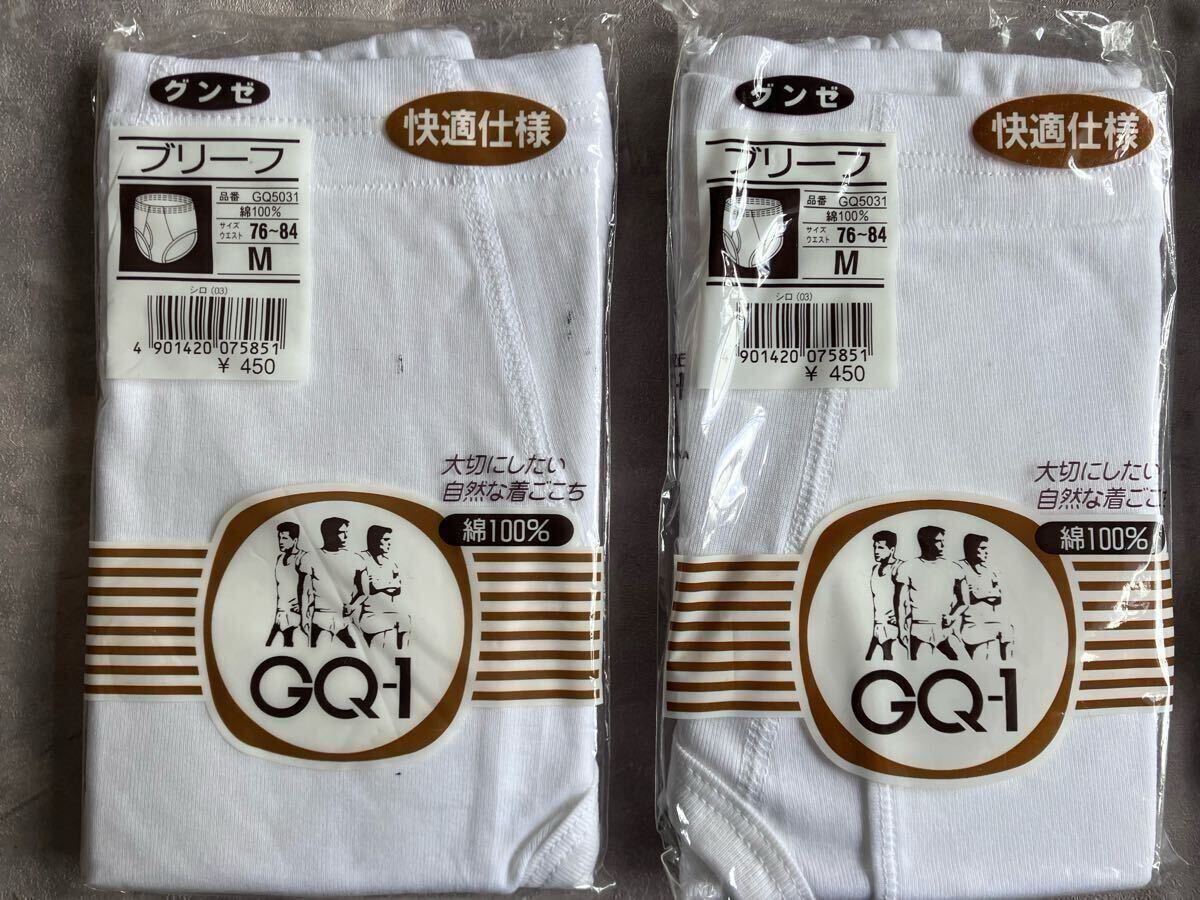 グンゼ
快適仕様
ブリーフ
品番 GQ5031
綿100%
サイズ
ウエスト 76~84
M
シロ (03)
4 901420 075851
¥ 450
大切にしたい
自然な着ごこち
綿100%
GQ-1
グンゼ
快適仕様
ブリーフ
品番 GQ5031
綿100%
サイズ
ウエスト 76~84
M
シロ (03)
901420 075851
¥ 450
大切にしたい
自然な着ごこち
綿100%
GQ-1